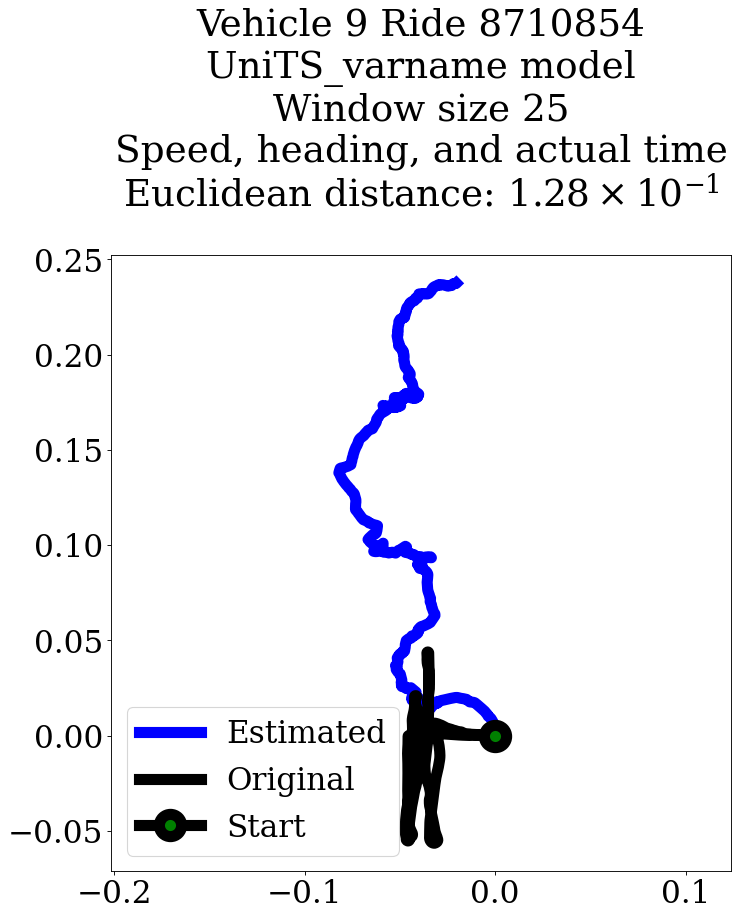 Vehicle 9 Ride 8710854
UniTS_varname model
Window size 25
Speed, heading, and actual time
Euclidean distance: 1.28 × 10⁻¹
0.25
0.20
0.15
0.10
0.05
0.00
−0.05
Estimated
Original
Start
−0.2
−0.1
0.0
0.1